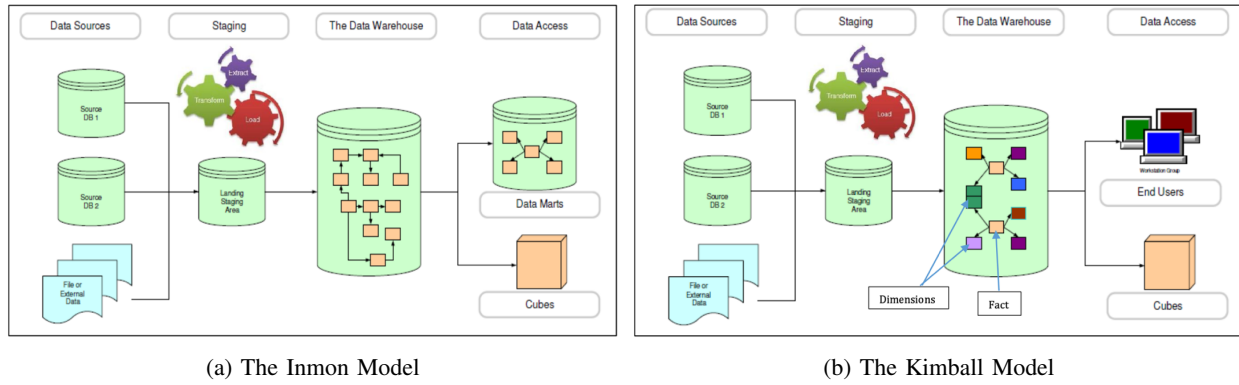 Data Sources
Staging
The Data Warehouse
Data Access
Extract
Transform
Load
Source
DB 1
Source
DB 2
Landing
Staging
Area
Data Marts
File or
External
Data
Cubes
(a) The Inmon Model
Data Sources
Staging
The Data Warehouse
Data Access
Extract
Transform
Load
Source
DB 1
Workstation Group
End Users
Source
DB 2
Landing
Staging
Area
File or
External
Data
Dimensions
Fact
Cubes
(b) The Kimball Model